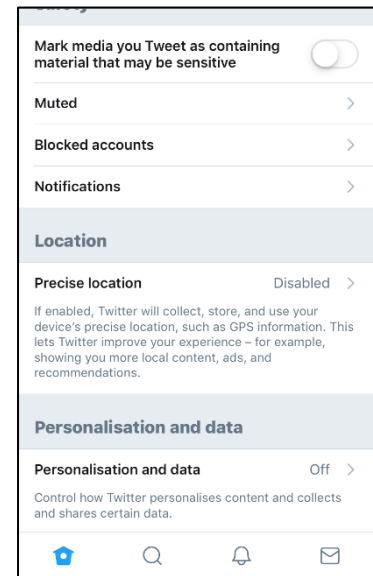 Mark media you Tweet as containing
material that may be sensitive
Muted
Blocked accounts
Notifications
Location
Precise location Disabled
If enabled, Twitter will collect, store, and use your
device's precise location, such as GPS information. This
lets Twitter improve your experience – for example,
showing you more local content, ads, and
recommendations.
Personalisation and data
Personalisation and data Off
Control how Twitter personalises content and collects
and shares certain data.